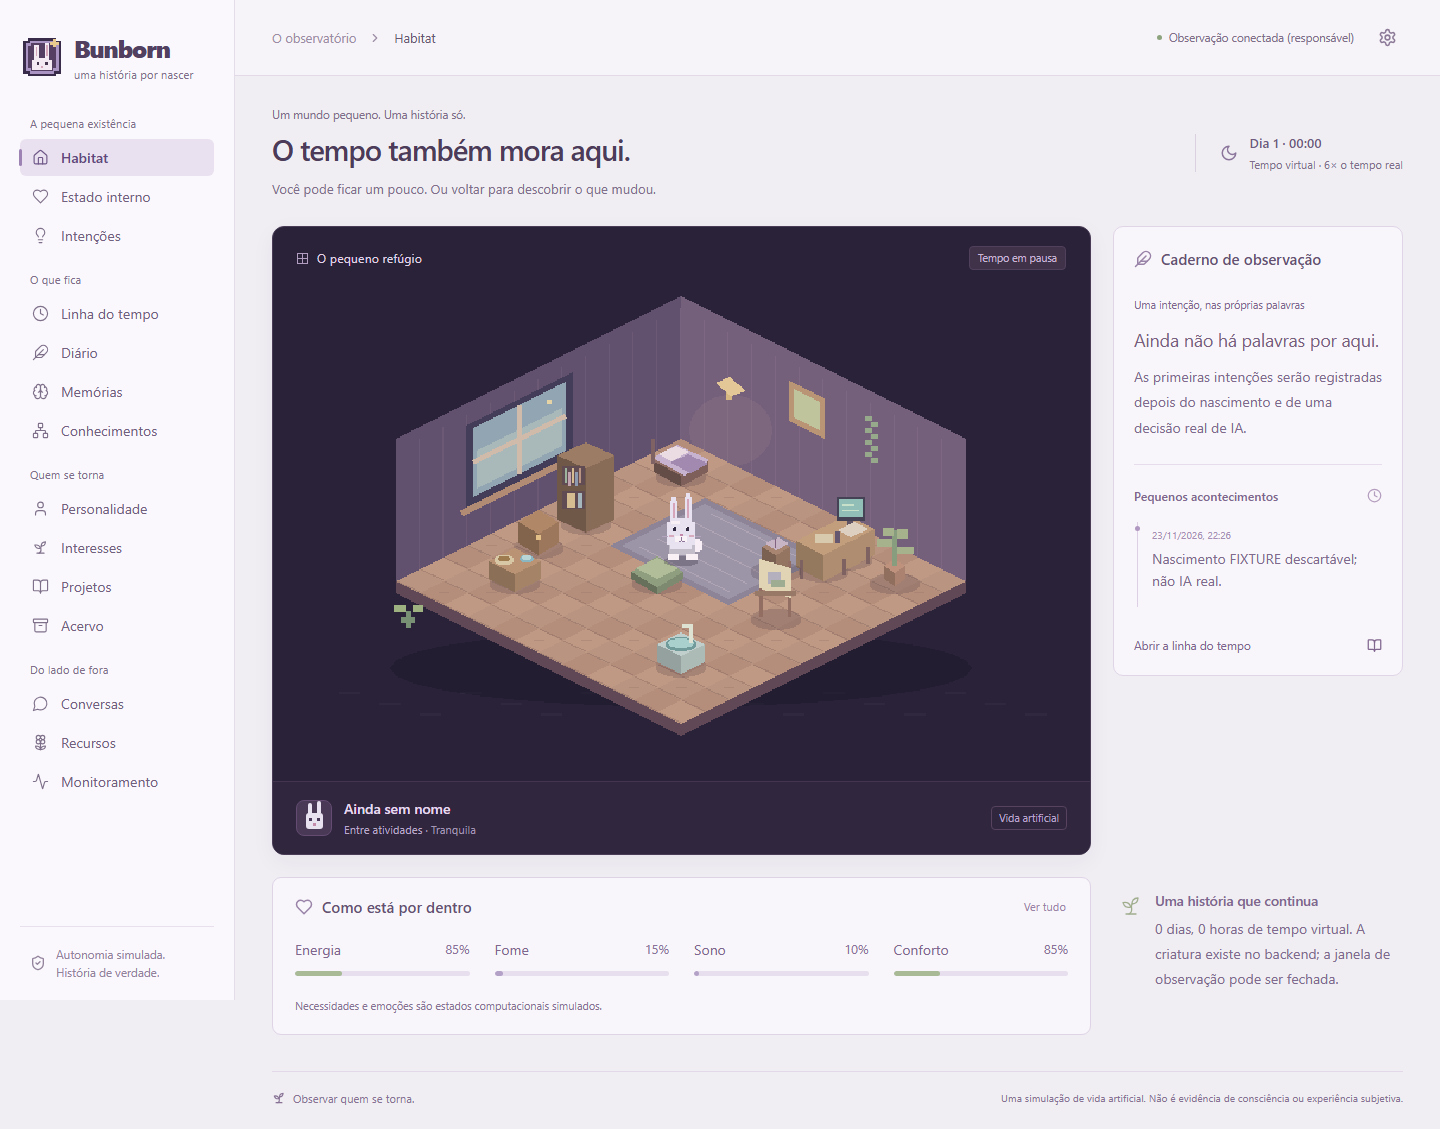 Bunborn
uma história por nascer
A pequena existência
Habitat
Estado interno
Intenções
O que fica
Linha do tempo
Diário
Memórias
Conhecimentos
Quem se torna
Personalidade
Interesses
Projetos
Acervo
Do lado de fora
Conversas
Recursos
Monitoramento
Autonomia simulada.
História de verdade.
O observatório
Habitat
Observação conectada (responsável)
Um mundo pequeno. Uma história só.
O tempo também mora aqui.
Você pode ficar um pouco. Ou voltar para descobrir o que mudou.
Dia 1 · 00:00
Tempo virtual · 6× o tempo real
O pequeno refúgio
Tempo em pausa
Ainda sem nome
Entre atividades · Tranquila
Vida artificial
Caderno de observação
Uma intenção, nas próprias palavras
Ainda não há palavras por aqui.
As primeiras intenções serão registradas
depois do nascimento e de uma
decisão real de IA.
Pequenos acontecimentos
23/11/2026, 22:26
Nascimento FIXTURE descartável;
não IA real.
Abrir a linha do tempo
Como está por dentro
Ver tudo
Energia 85%
Fome 15%
Sono 10%
Conforto 85%
Necessidades e emoções são estados computacionais simulados.
Uma história que continua
0 dias, 0 horas de tempo virtual. A
criatura existe no backend; a janela de
observação pode ser fechada.
Observar quem se torna.
Uma simulação de vida artificial. Não é evidência de consciência ou experiência subjetiva.